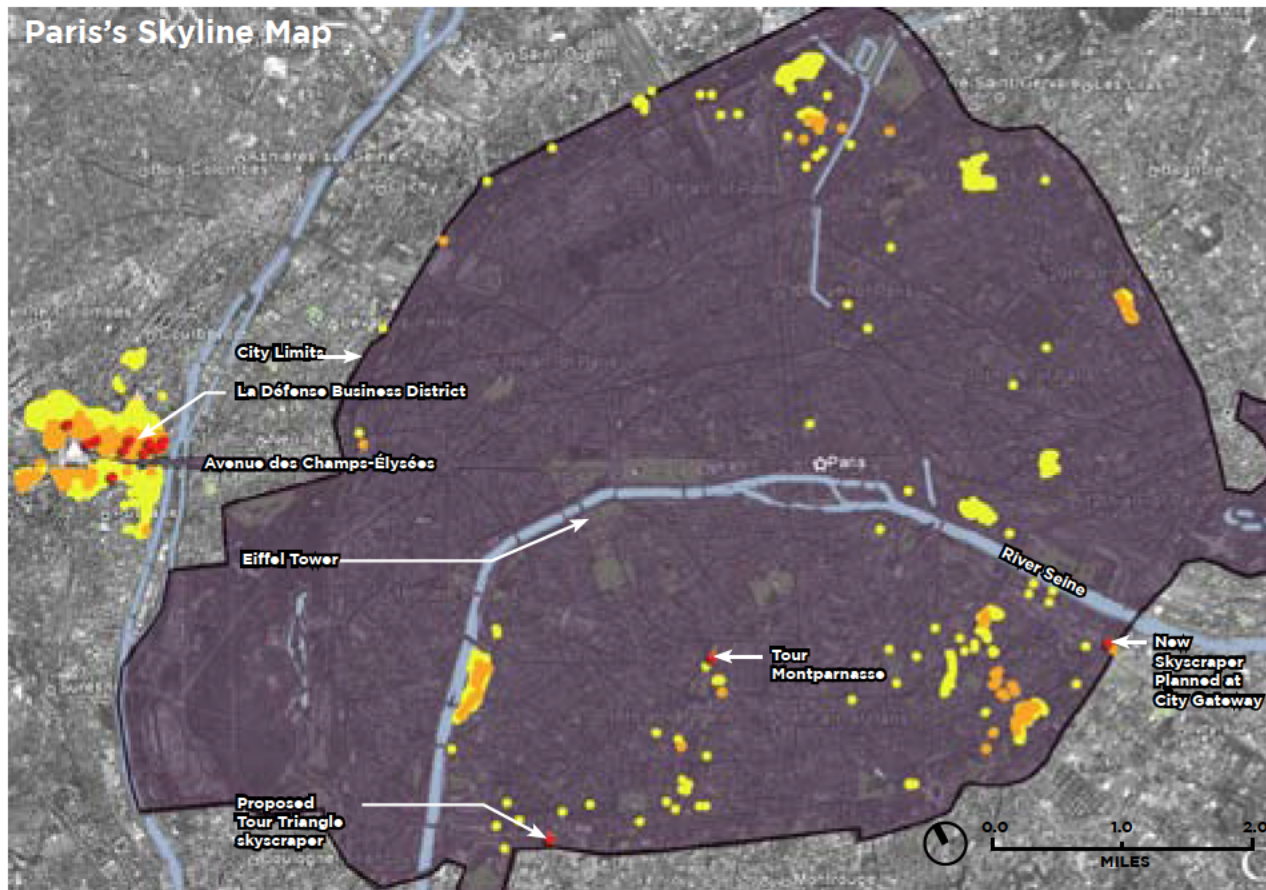 Paris's Skyline Map
City Limits
La Défense Business District
Avenue des Champs-Élysées
Paris
Eiffel Tower
River Seine
Tour
Montparnasse
New
Skyscraper
Planned at
City Gateway
Proposed
Tour Triangle
skyscraper
0.0 1.0 2.0
MILES